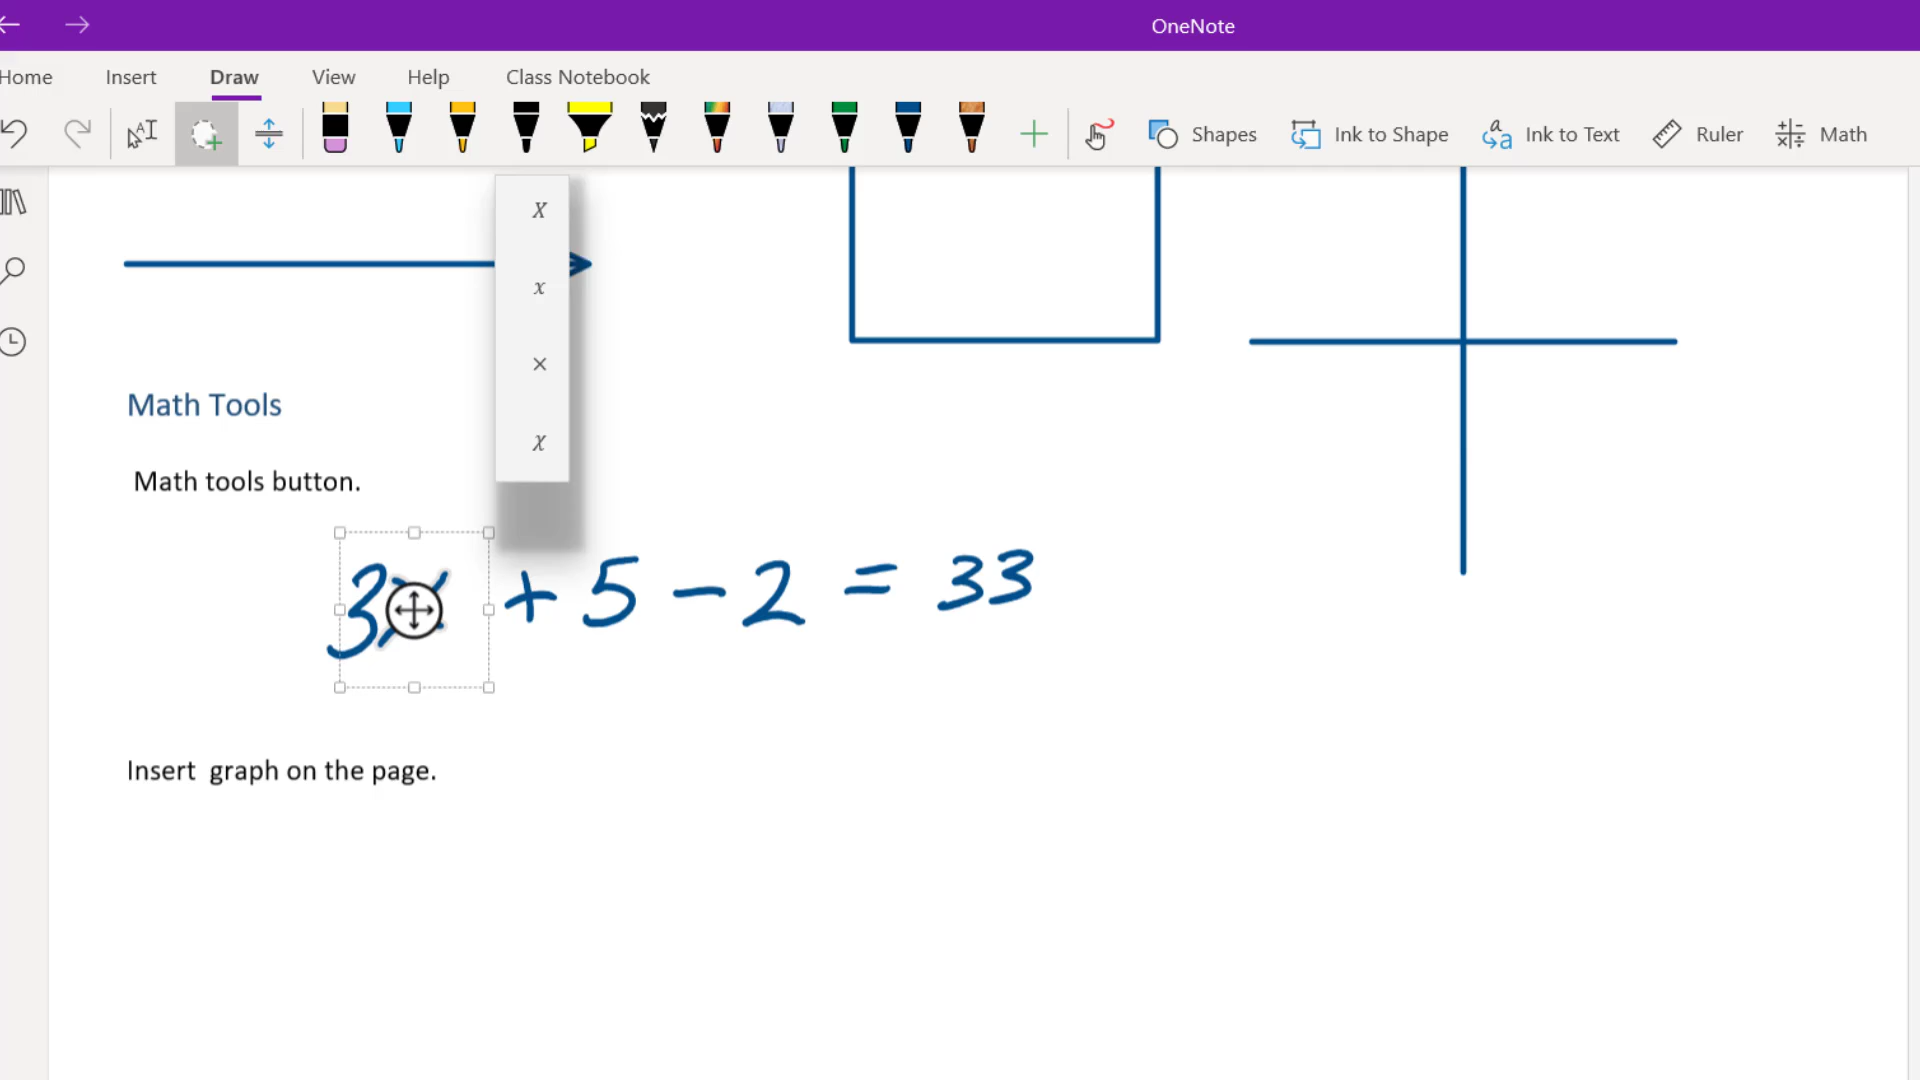 OneNote
Home Insert Draw View Help Class Notebook
Shapes Ink to Shape Ink to Text Ruler Math
X
x
×
χ
Math Tools
Math tools button.
3x + 5 - 2 = 33
Insert graph on the page.